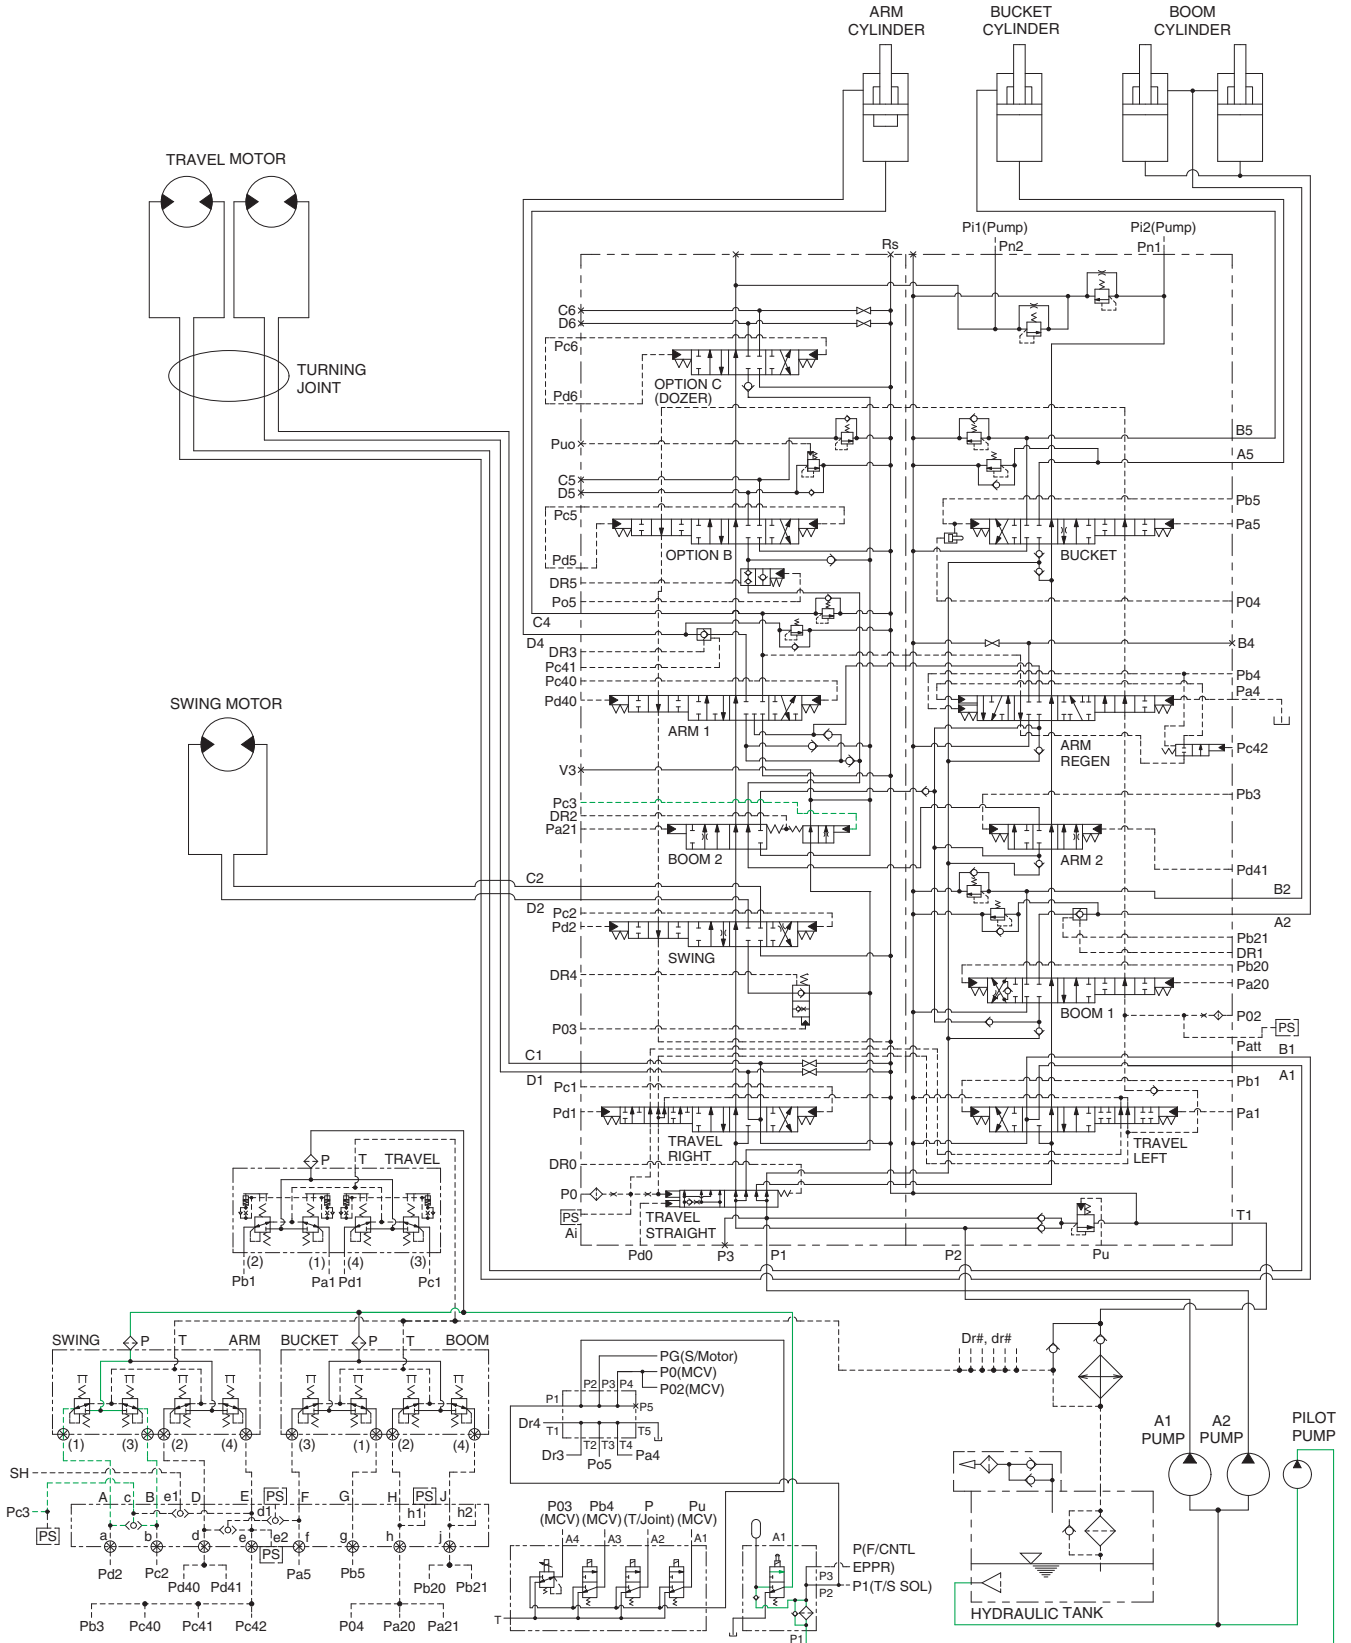 ARM
CYLINDER
BUCKET
CYLINDER
BOOM
CYLINDER
TRAVEL MOTOR
TURNING
JOINT
SWING MOTOR
Pi1(Pump)
Pi2(Pump)
Rs
Pn2
Pn1
C6
D6
Pc6
OPTION C
(DOZER)
Pd6
Puo
B5
A5
C5
D5
Pc5
Pb5
Pa5
OPTION B
BUCKET
Pd5
DR5
Po5
P04
C4
D4
B4
DR3
Pc41
Pc40
Pd40
Pb4
Pa4
ARM 1
ARM
REGEN
Pc42
V3
Pc3
DR2
Pa21
Pb3
BOOM 2
ARM 2
Pd41
C2
B2
D2
A2
Pc2
Pd2
Pb21
DR1
SWING
Pb20
Pa20
DR4
BOOM 1
P03
P02
PS
Patt
C1
B1
D1
A1
Pc1
Pb1
Pd1
Pa1
TRAVEL
RIGHT
TRAVEL
LEFT
DR0
P0
PS
Ai
TRAVEL
STRAIGHT
T1
Pd0
P3
P1
P2
Pu
P
T
TRAVEL
(2)
(1)
(4)
(3)
Pb1
Pa1
Pd1
Pc1
SWING
P
T
ARM
BUCKET
P
T
BOOM
(1)
(3)
(2)
(4)
(3)
(1)
(2)
(4)
SH
Pc3
PS
A
c
B
e1
D
E
PS
d1
F
G
H
PS
h1
J
h2
a
b
d
e
e2
PS
f
g
h
j
Pd2
Pc2
Pd40
Pd41
Pa5
Pb5
Pb20
Pb21
Pb3
Pc40
Pc41
Pc42
P04
Pa20
Pa21
PG(S/Motor)
P0(MCV)
P02(MCV)
P1
P2
P3
P4
P5
Dr4
T1
T5
T2
T3
T4
Dr3
Po5
Pa4
P03
(MCV)
Pb4
(MCV)
P
(T/Joint)
Pu
(MCV)
A4
A3
A2
A1
T
A1
P(F/CNTL
EPPR)
P3
P1(T/S SOL)
P2
P1
Dr#, dr#
A1
PUMP
A2
PUMP
PILOT
PUMP
HYDRAULIC TANK